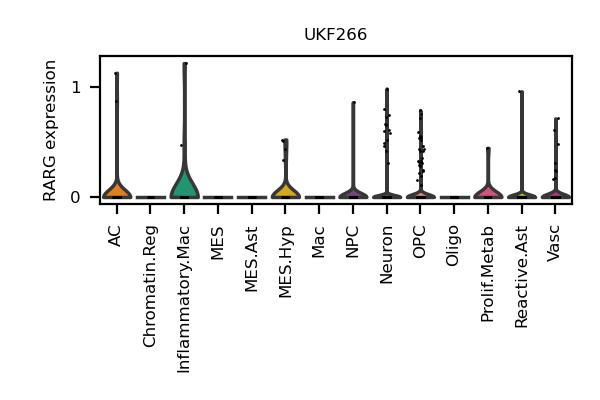 UKF266
RARG expression
1
0
AC
Chromatin.Reg
Inflammatory.Mac
MES
MES.Ast
MES.Hyp
Mac
NPC
Neuron
OPC
Oligo
Prolif.Metab
Reactive.Ast
Vasc